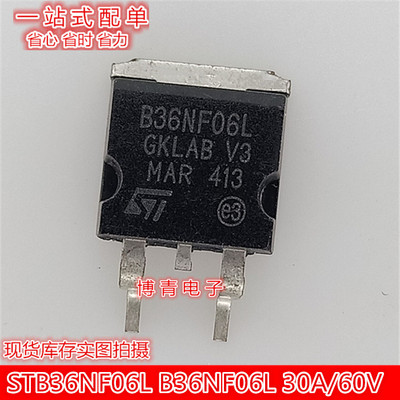 一站式配单
省心 省时 省力
B36NF06L
GKLAB V3
MAR 413
ST
e3
博青电子
现货库存实图拍摄
STB36NF06L B36NF06L 30A/60V